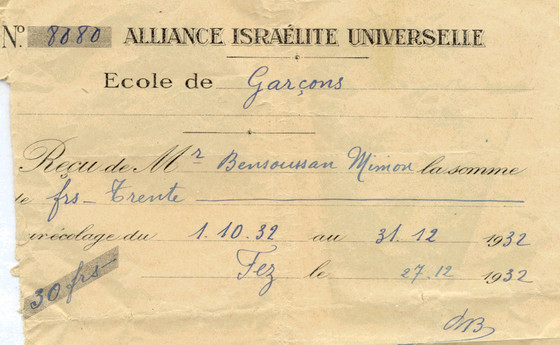 N° 8080 ALLIANCE ISRAÉLITE UNIVERSELLE
Ecole de Garçons
Reçu de Mr Bensoussan Mimon la somme
de frs - Trente
écolage du 1.10.32 au 31.12 1932
Fez le 27.12 1932
30 frs